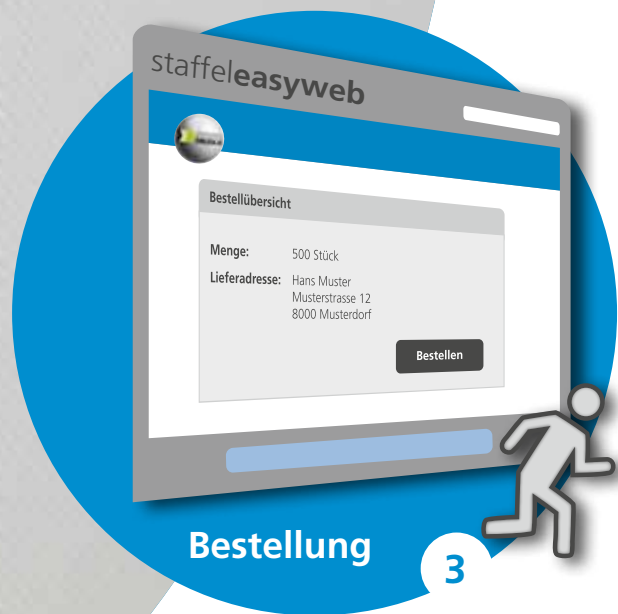 staffeleasyweb
Bestellübersicht
Menge: 500 Stück
Lieferadresse: Hans Muster
Musterstrasse 12
8000 Musterdorf
Bestellen
Bestellung
3